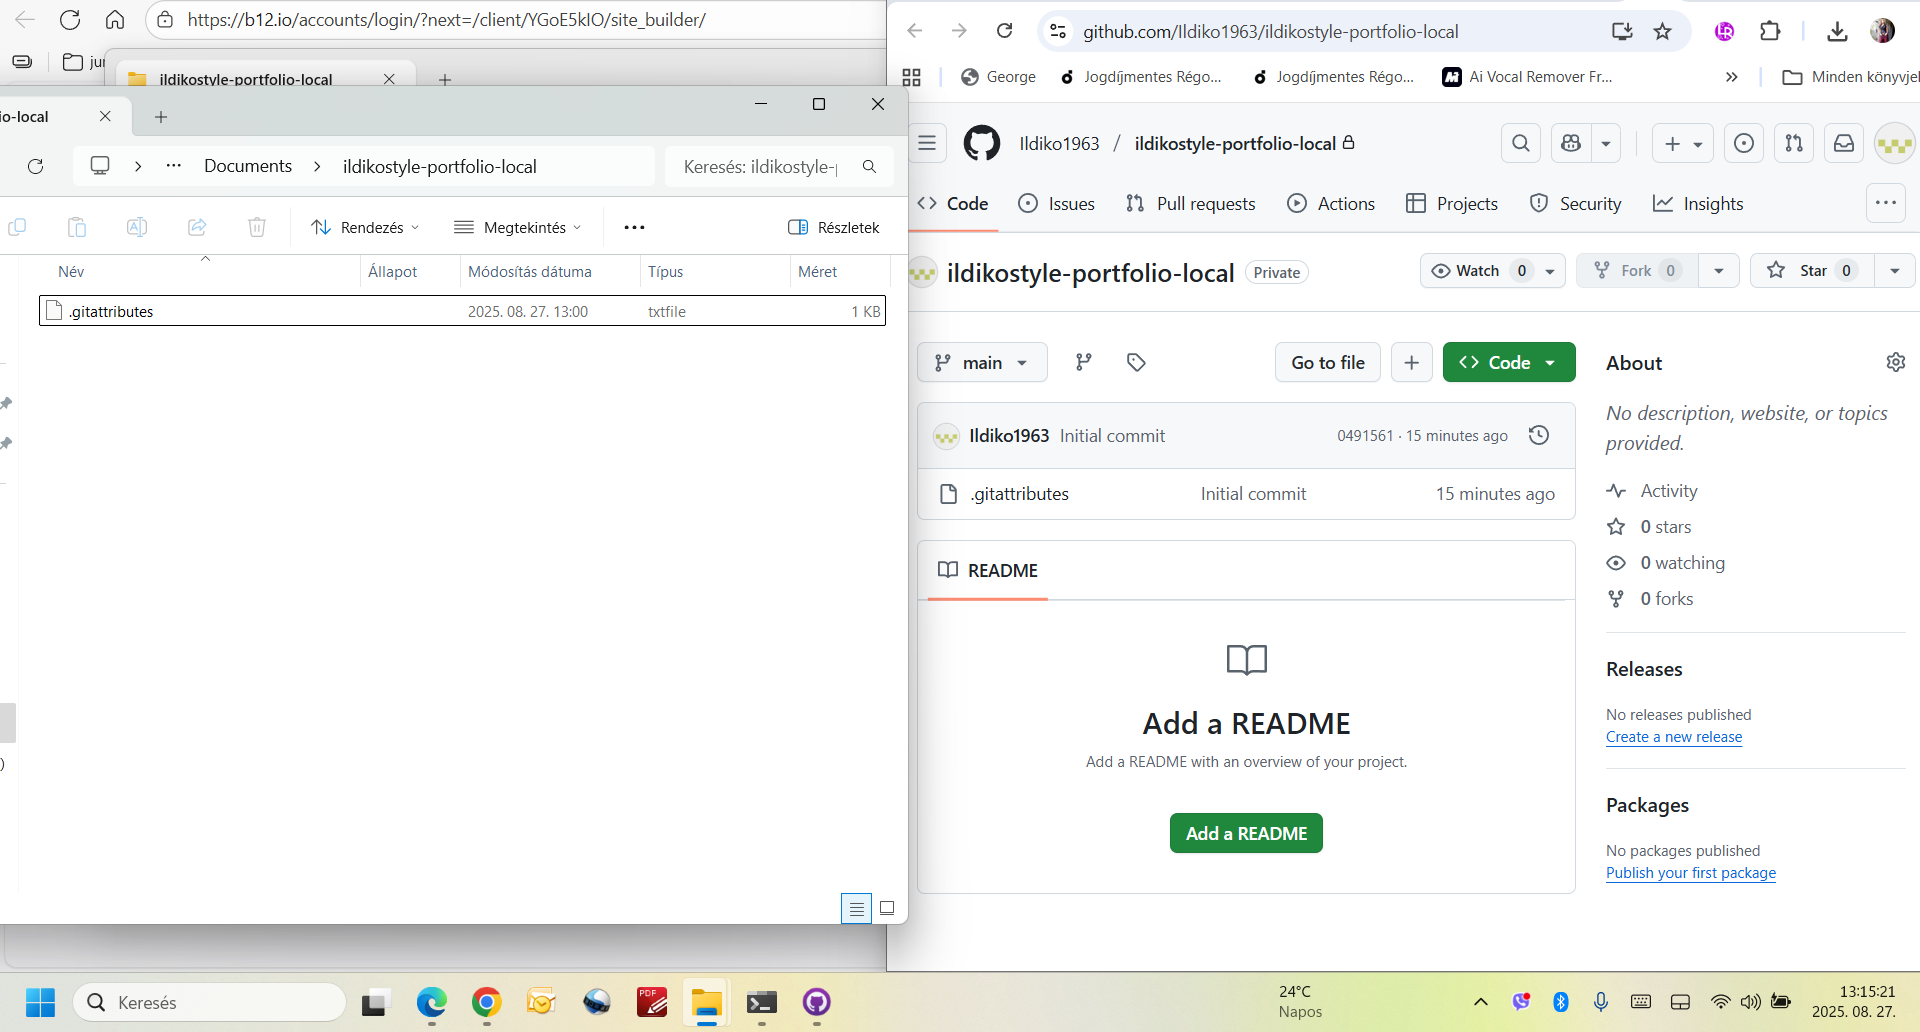 https://b12.io/accounts/login/?next=/client/YGoE5kIO/site_builder/
ildikostyle-portfolio-local
io-local
Documents
ildikostyle-portfolio-local
Keresés: ildikostyle-
Rendezés
Megtekintés
Részletek
Név
Állapot
Módosítás dátuma
Típus
Méret
.gitattributes
2025. 08. 27. 13:00
txtfile
1 KB
github.com/Ildiko1963/ildikostyle-portfolio-local
George
Jogdíjmentes Régo...
Jogdíjmentes Régo...
Ai Vocal Remover Fr...
Minden könyvjel
Ildiko1963 / ildikostyle-portfolio-local
Code
Issues
Pull requests
Actions
Projects
Security
Insights
ildikostyle-portfolio-local
Private
Watch 0
Fork 0
Star 0
main
Go to file
Code
Ildiko1963 Initial commit
0491561 · 15 minutes ago
.gitattributes
Initial commit
15 minutes ago
README
Add a README
Add a README with an overview of your project.
Add a README
About
No description, website, or topics
provided.
Activity
0 stars
0 watching
0 forks
Releases
No releases published
Create a new release
Packages
No packages published
Publish your first package
Keresés
PDF
24°C
Napos
13:15:21
2025. 08. 27.